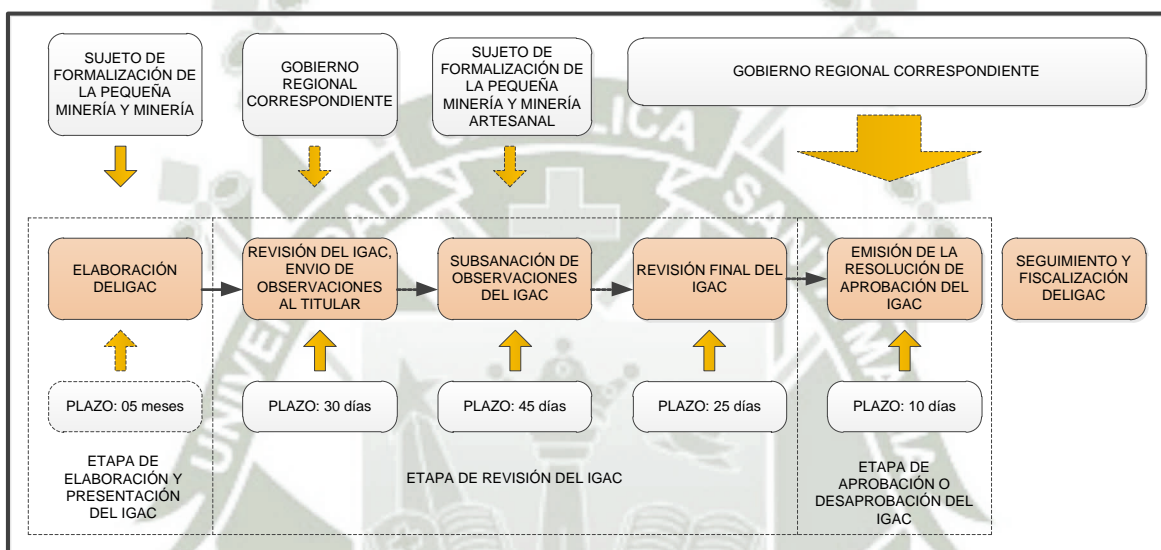 SUJETO DE
FORMALIZACIÓN DE
LA PEQUEÑA
MINERÍA Y MINERÍA
GOBIERNO
REGIONAL
CORRESPONDIENTE
SUJETO DE
FORMALIZACIÓN DE
LA PEQUEÑA
MINERÍA Y MINERÍA
ARTESANAL
GOBIERNO REGIONAL CORRESPONDIENTE
ELABORACIÓN
DELIGAC
REVISIÓN DEL IGAC,
ENVIO DE
OBSERVACIONES
AL TITULAR
SUBSANACIÓN DE
OBSERVACIONES
DEL IGAC
REVISIÓN FINAL DEL
IGAC
EMISIÓN DE LA
RESOLUCIÓN DE
APROBACIÓN DEL
IGAC
SEGUIMIENTO Y
FISCALIZACIÓN
DELIGAC
PLAZO: 05 meses
PLAZO: 30 días
PLAZO: 45 días
PLAZO: 25 días
PLAZO: 10 días
ETAPA DE
ELABORACIÓN Y
PRESENTACIÓN
DEL IGAC
ETAPA DE REVISIÓN DEL IGAC
ETAPA DE
APROBACIÓN O
DESAPROBACIÓN DEL
IGAC